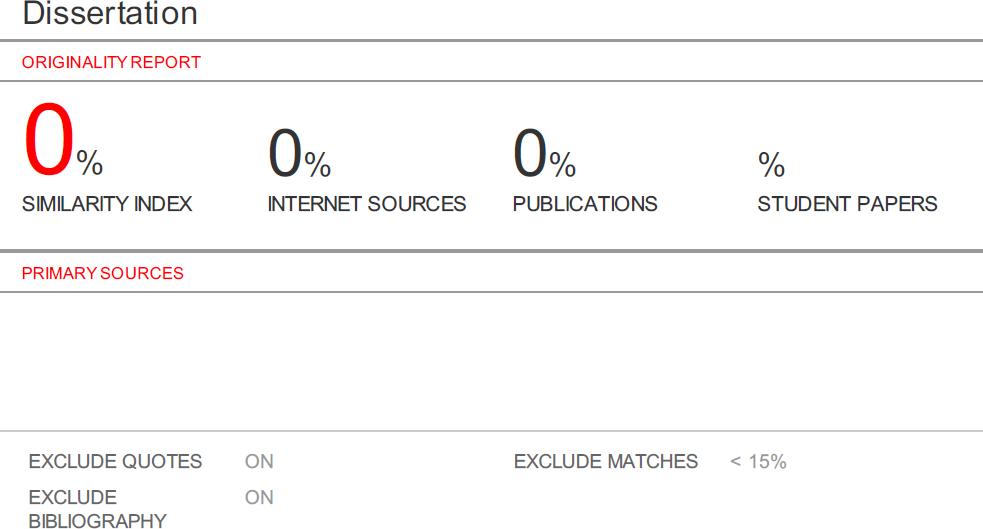 Dissertation
ORIGINALITY REPORT
0% 0% 0% %
SIMILARITY INDEX INTERNET SOURCES PUBLICATIONS STUDENT PAPERS
PRIMARY SOURCES
EXCLUDE QUOTES ON EXCLUDE MATCHES < 15%
EXCLUDE ON
BIBLIOGRAPHY